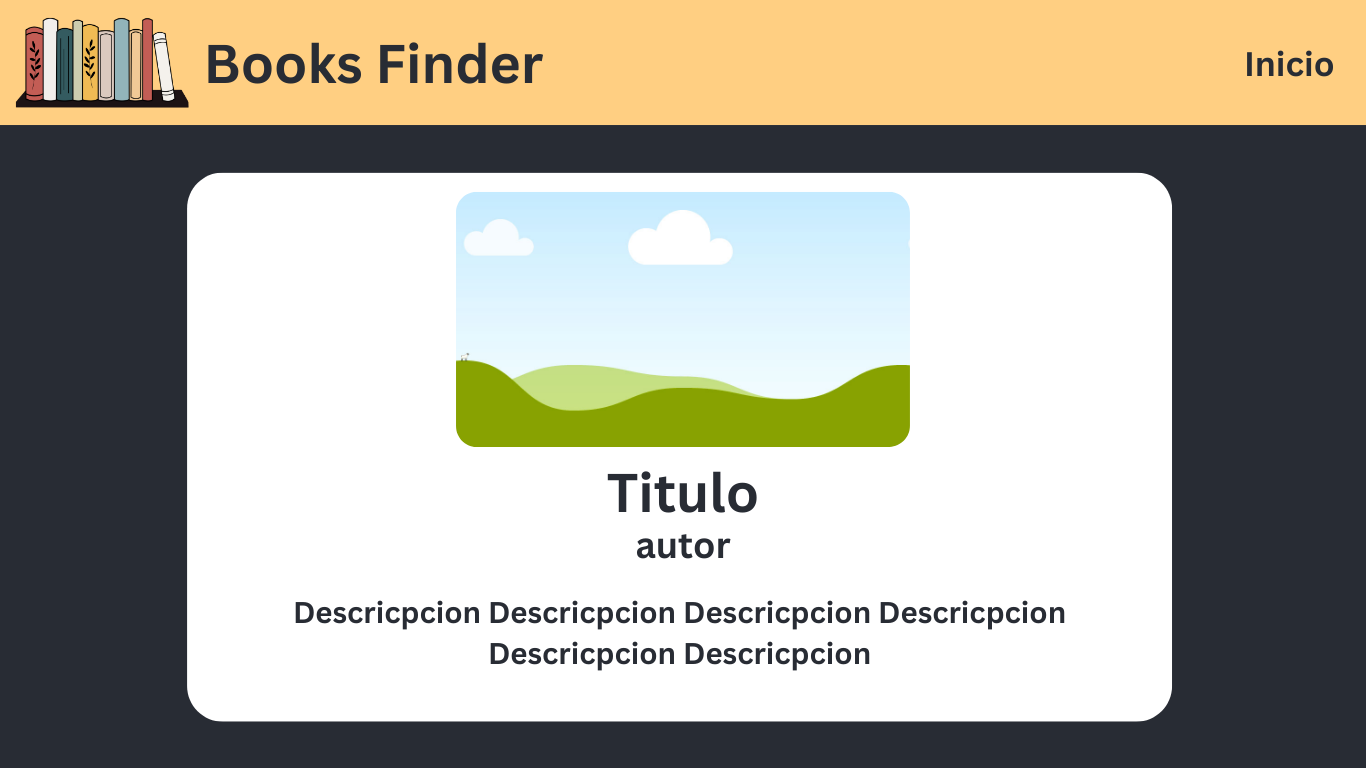 Books Finder
Inicio
Titulo
autor
Descricpcion Descricpcion Descricpcion Descricpcion
Descricpcion Descricpcion